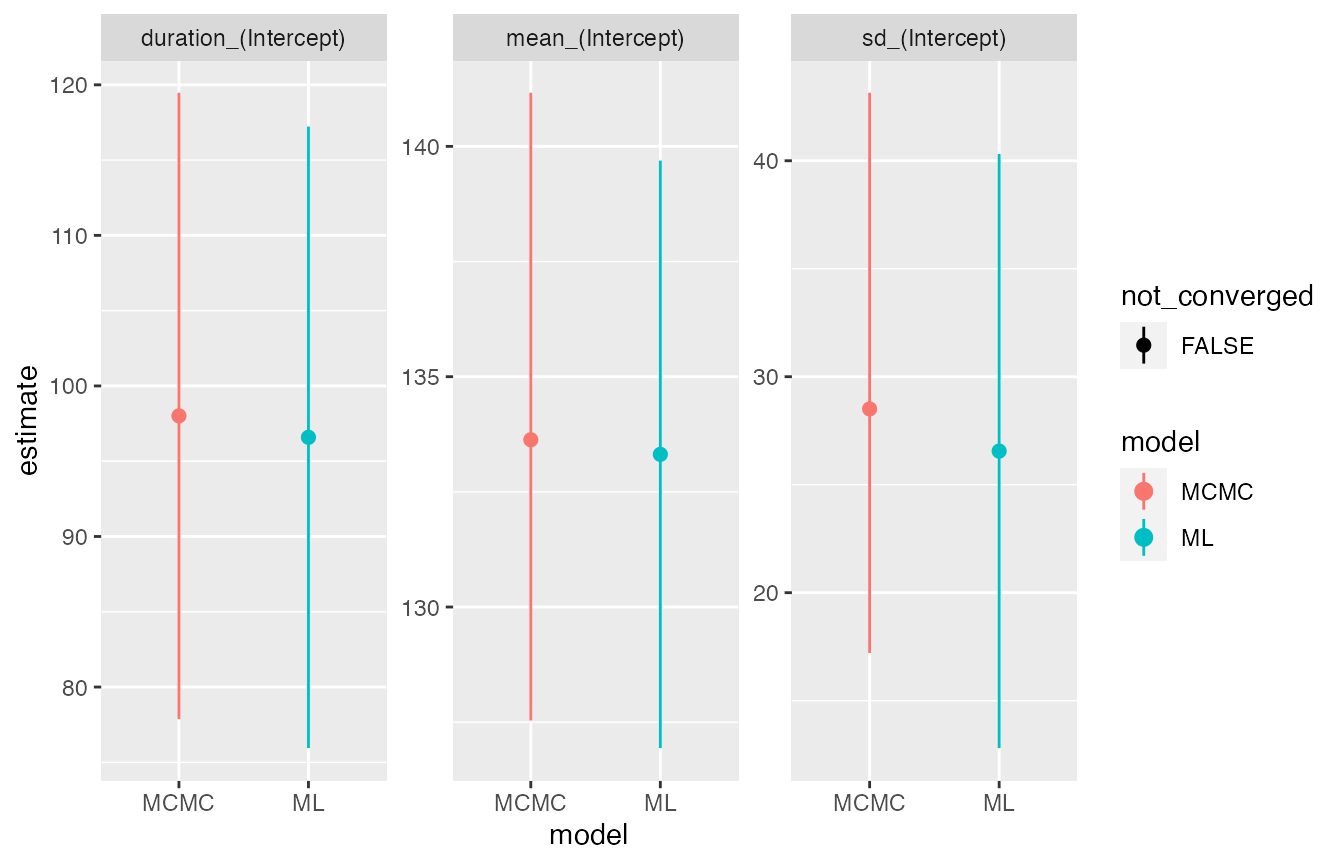 duration_(Intercept)
mean_(Intercept)
sd_(Intercept)
120
110
100
90
80
140
135
130
40
30
20
estimate
MCMC ML
MCMC ML
MCMC ML
model
not_converged
FALSE
model
MCMC
ML